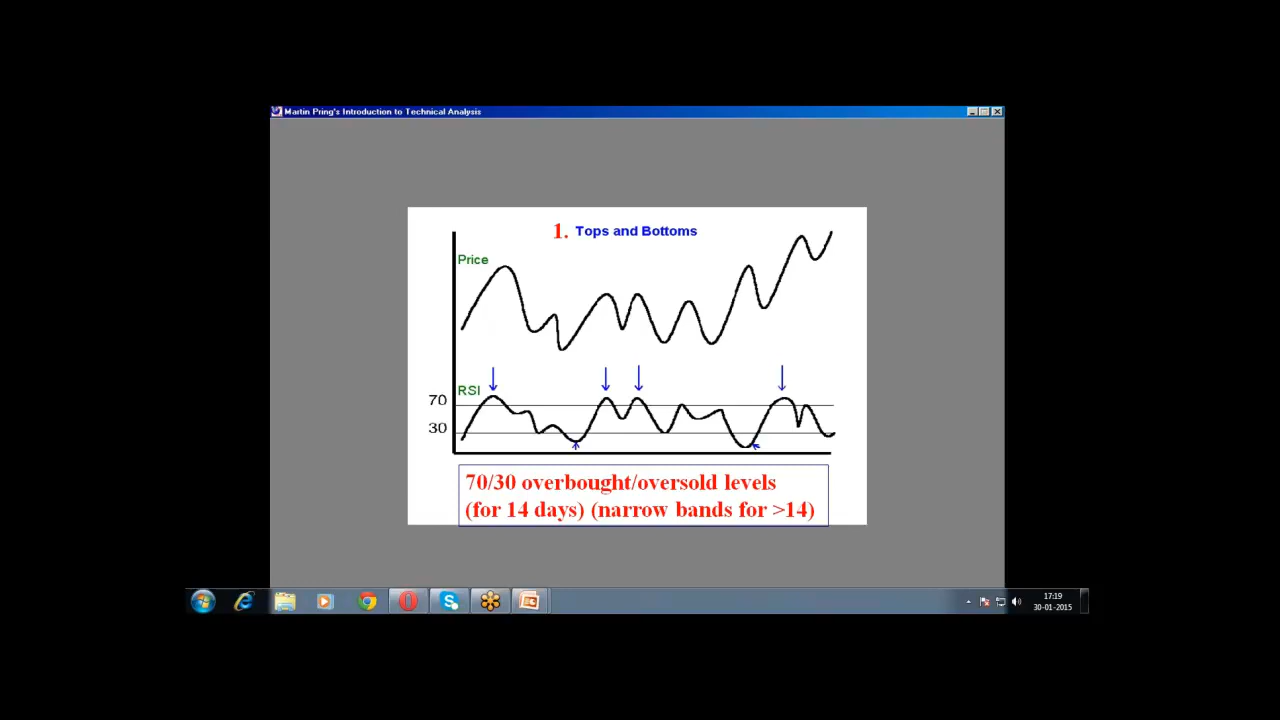 Martin Pring's Introduction to Technical Analysis
1. Tops and Bottoms
Price
RSI
70
30
70/30 overbought/oversold levels
(for 14 days) (narrow bands for >14)
17:19
30-01-2015